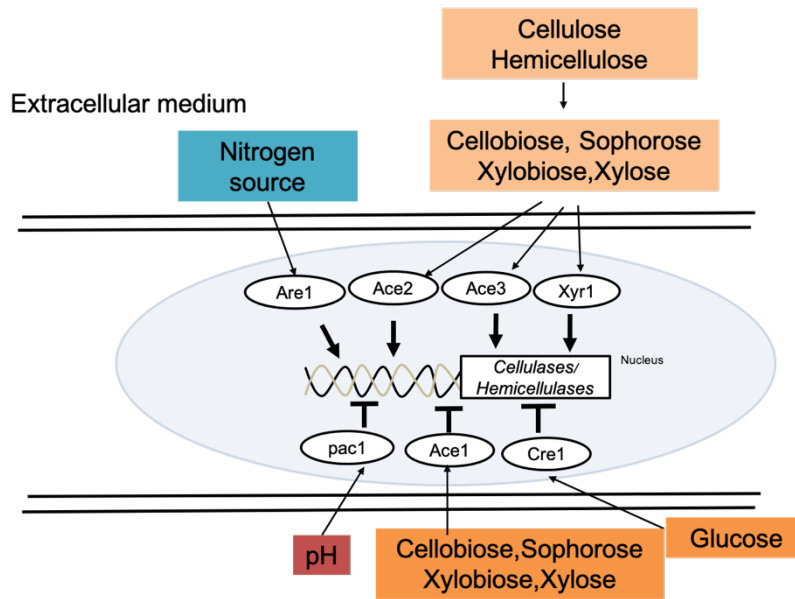 Cellulose
Hemicellulose
Extracellular medium
Nitrogen
source
Cellobiose, Sophorose
Xylobiose,Xylose
Are1
Ace2
Ace3
Xyr1
Cellulases/
Hemicellulases
Nucleus
pac1
Ace1
Cre1
pH
Cellobiose,Sophorose
Xylobiose,Xylose
Glucose